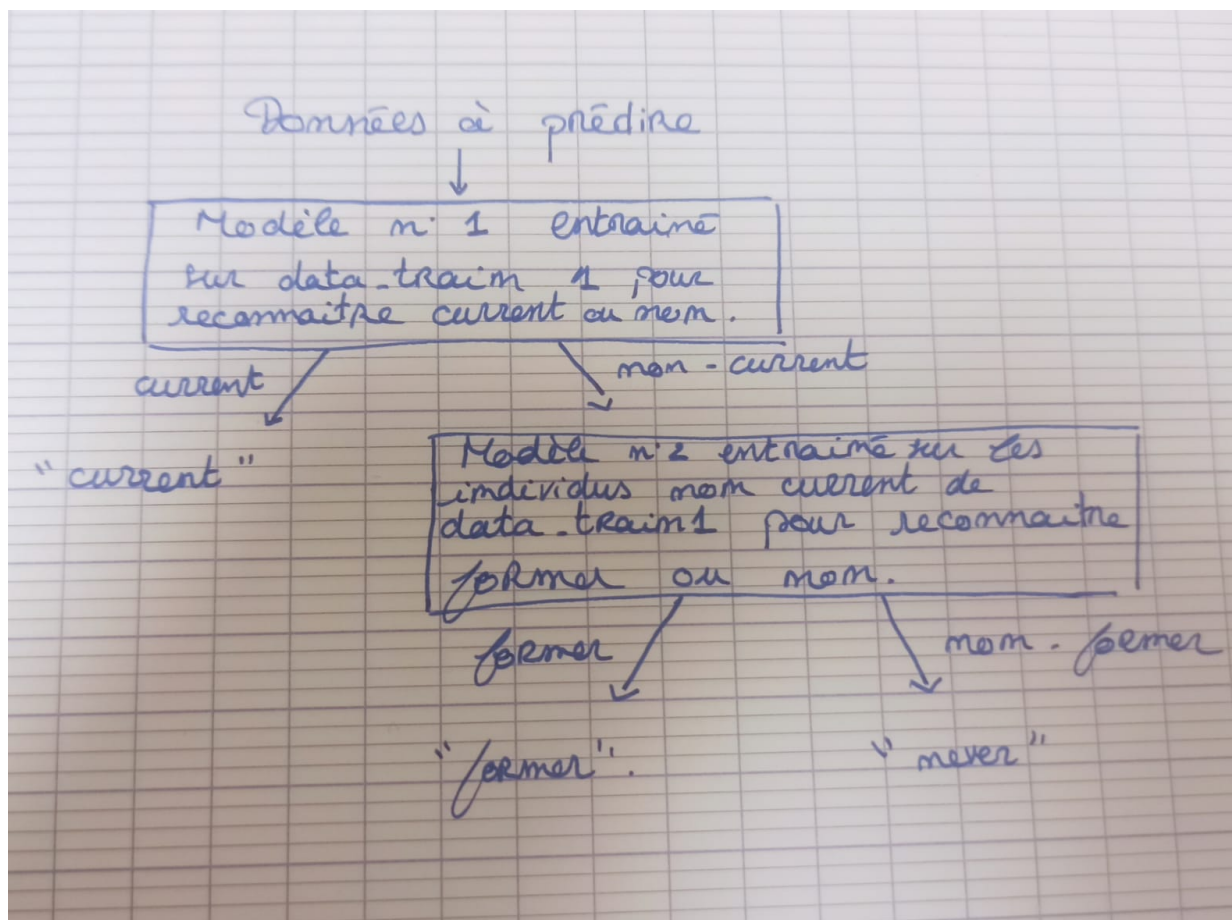 Données à prédire
Modèle n° 1 entrainé
sur data_train 1 pour
reconnaitre current ou non.
current
non-current
"current"
Modèle n°2 entrainé sur les
individus non current de
data_train1 pour reconnaitre
former ou non.
former
non-former
"former".
"never"